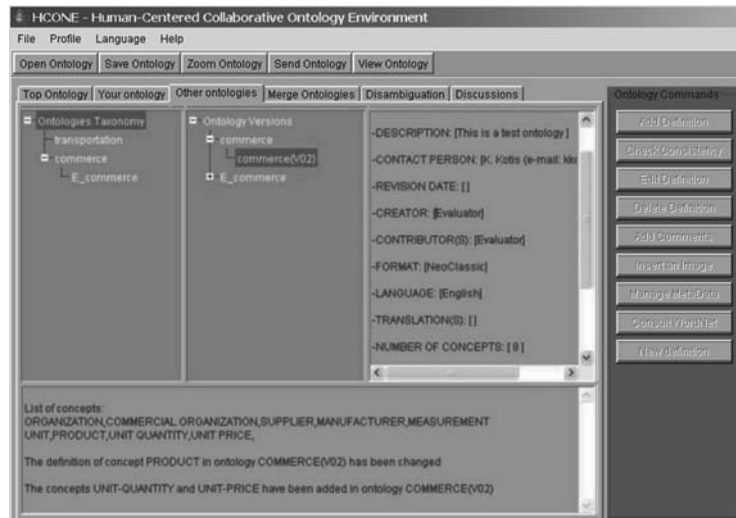 HCONE - Human-Centered Collaborative Ontology Environment
File Profile Language Help
Open Ontology Save Ontology Zoom Ontology Send Ontology View Ontology
Top Ontology Your ontology Other ontologies Merge Ontologies Disambiguation Discussions
Ontologies Taxonomy
transportation
commerce
E_commerce
Ontology Versions
commerce
commerce(V02)
E_commerce
-DESCRIPTION: [This is a test ontology]
-CONTACT PERSON: [K. Kotis (e-mail:
-REVISION DATE: []
-CREATOR: [Evaluator]
-CONTRIBUTOR(S): [Evaluator]
-FORMAT: [NeoClassic]
-LANGUAGE: [English]
-TRANSLATION(S): []
-NUMBER OF CONCEPTS: [ 8 ]
Ontology Commands
Add Definition
Check Consistency
Edit Definition
Delete Definition
Add Comments
Insert an Image
Manage MetaData
Consult WordNet
New definition
List of concepts:
ORGANIZATION,COMMERCIAL ORGANIZATION,SUPPLIER,MANUFACTURER,MEASUREMENT
UNIT,PRODUCT,UNIT QUANTITY,UNIT PRICE,
The definition of concept PRODUCT in ontology COMMERCE(V02) has been changed
The concepts UNIT-QUANTITY and UNIT-PRICE have been added in ontology COMMERCE(V02)